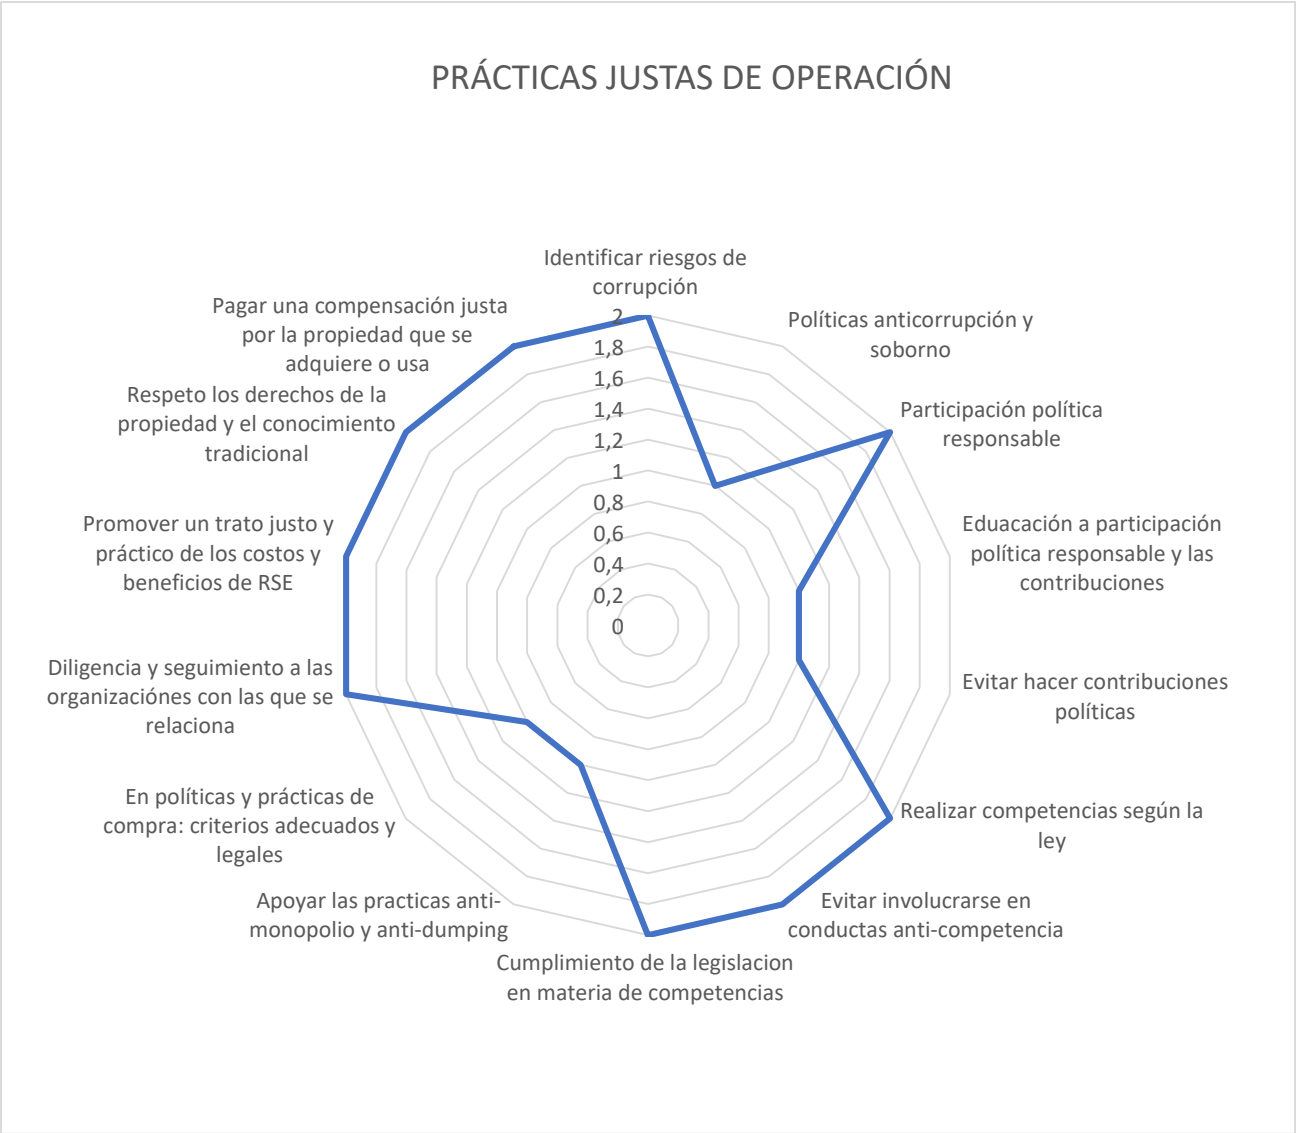 PRÁCTICAS JUSTAS DE OPERACIÓN
Identificar riesgos de
corrupción
Políticas anticorrupción y
soborno
Participación política
responsable
Eduacación a participación
política responsable y las
contribuciones
Evitar hacer contribuciones
políticas
Realizar competencias según la
ley
Evitar involucrarse en
conductas anti-competencia
Cumplimiento de la legislacion
en materia de competencias
Apoyar las practicas anti-
monopolio y anti-dumping
En políticas y prácticas de
compra: criterios adecuados y
legales
Diligencia y seguimiento a las
organizaciónes con las que se
relaciona
Promover un trato justo y
práctico de los costos y
beneficios de RSE
Respeto los derechos de la
propiedad y el conocimiento
tradicional
Pagar una compensación justa
por la propiedad que se
adquiere o usa
2
1,8
1,6
1,4
1,2
1
0,8
0,6
0,4
0,2
0